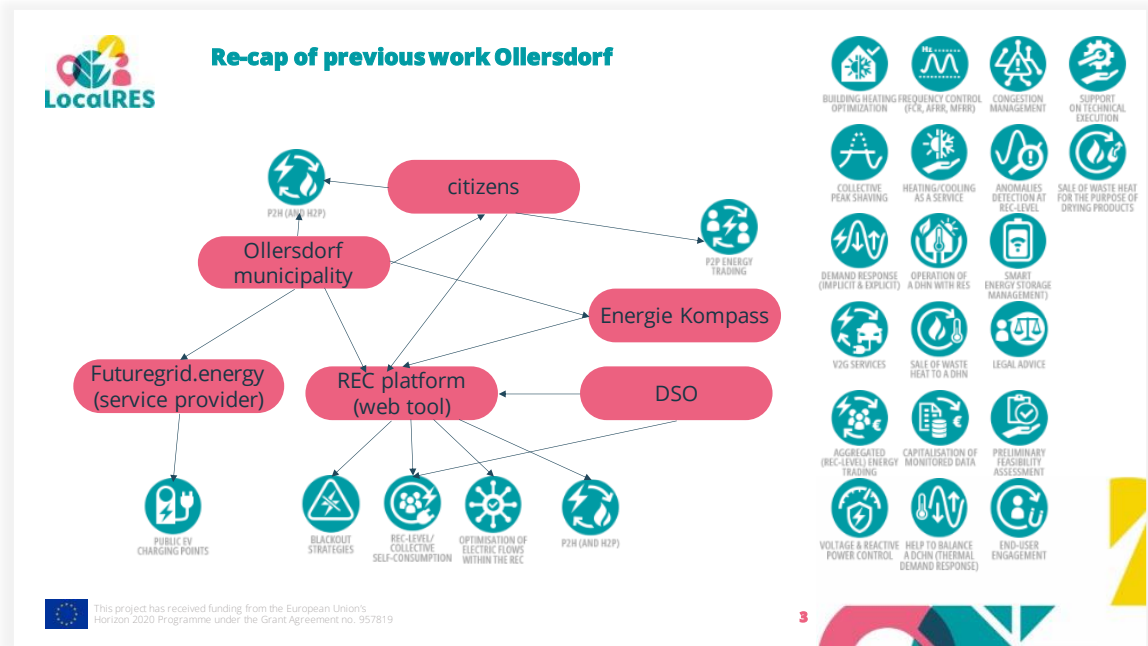 Re-cap of previous work Ollersdorf
LocalRES
P2H (AND H2P)
citizens
Ollersdorf
municipality
P2P ENERGY
TRADING
Energie Kompass
Futuregrid.energy
(service provider)
REC platform
(web tool)
DSO
PUBLIC EV
CHARGING POINTS
BLACKOUT
STRATEGIES
REC-LEVEL/
COLLECTIVE
SELF-CONSUMPTION
OPTIMISATION OF
ELECTRIC FLOWS
WITHIN THE REC
P2H (AND H2P)
BUILDING HEATING
OPTIMIZATION
Hz
FREQUENCY CONTROL
(FCR, AFRR, MFRR)
CONGESTION
MANAGEMENT
SUPPORT
ON TECHNICAL
EXECUTION
COLLECTIVE
PEAK SHAVING
HEATING/COOLING
AS A SERVICE
ANOMALIES
DETECTION AT
REC-LEVEL
SALE OF WASTE HEAT
FOR THE PURPOSE OF
DRYING PRODUCTS
DEMAND RESPONSE
(IMPLICIT & EXPLICIT)
OPERATION OF
A DHN WITH RES
SMART
ENERGY STORAGE
MANAGEMENT)
V2G SERVICES
SALE OF WASTE
HEAT TO A DHN
LEGAL ADVICE
AGGREGATED
(REC-LEVEL) ENERGY
TRADING
CAPITALISATION OF
MONITORED DATA
PRELIMINARY
FEASIBILITY
ASSESSMENT
VOLTAGE & REACTIVE
POWER CONTROL
HELP TO BALANCE
A DCHN (THERMAL
DEMAND RESPONSE)
END-USER
ENGAGEMENT
This project has received funding from the European Union's
Horizon 2020 Programme under the Grant Agreement no. 957819
3